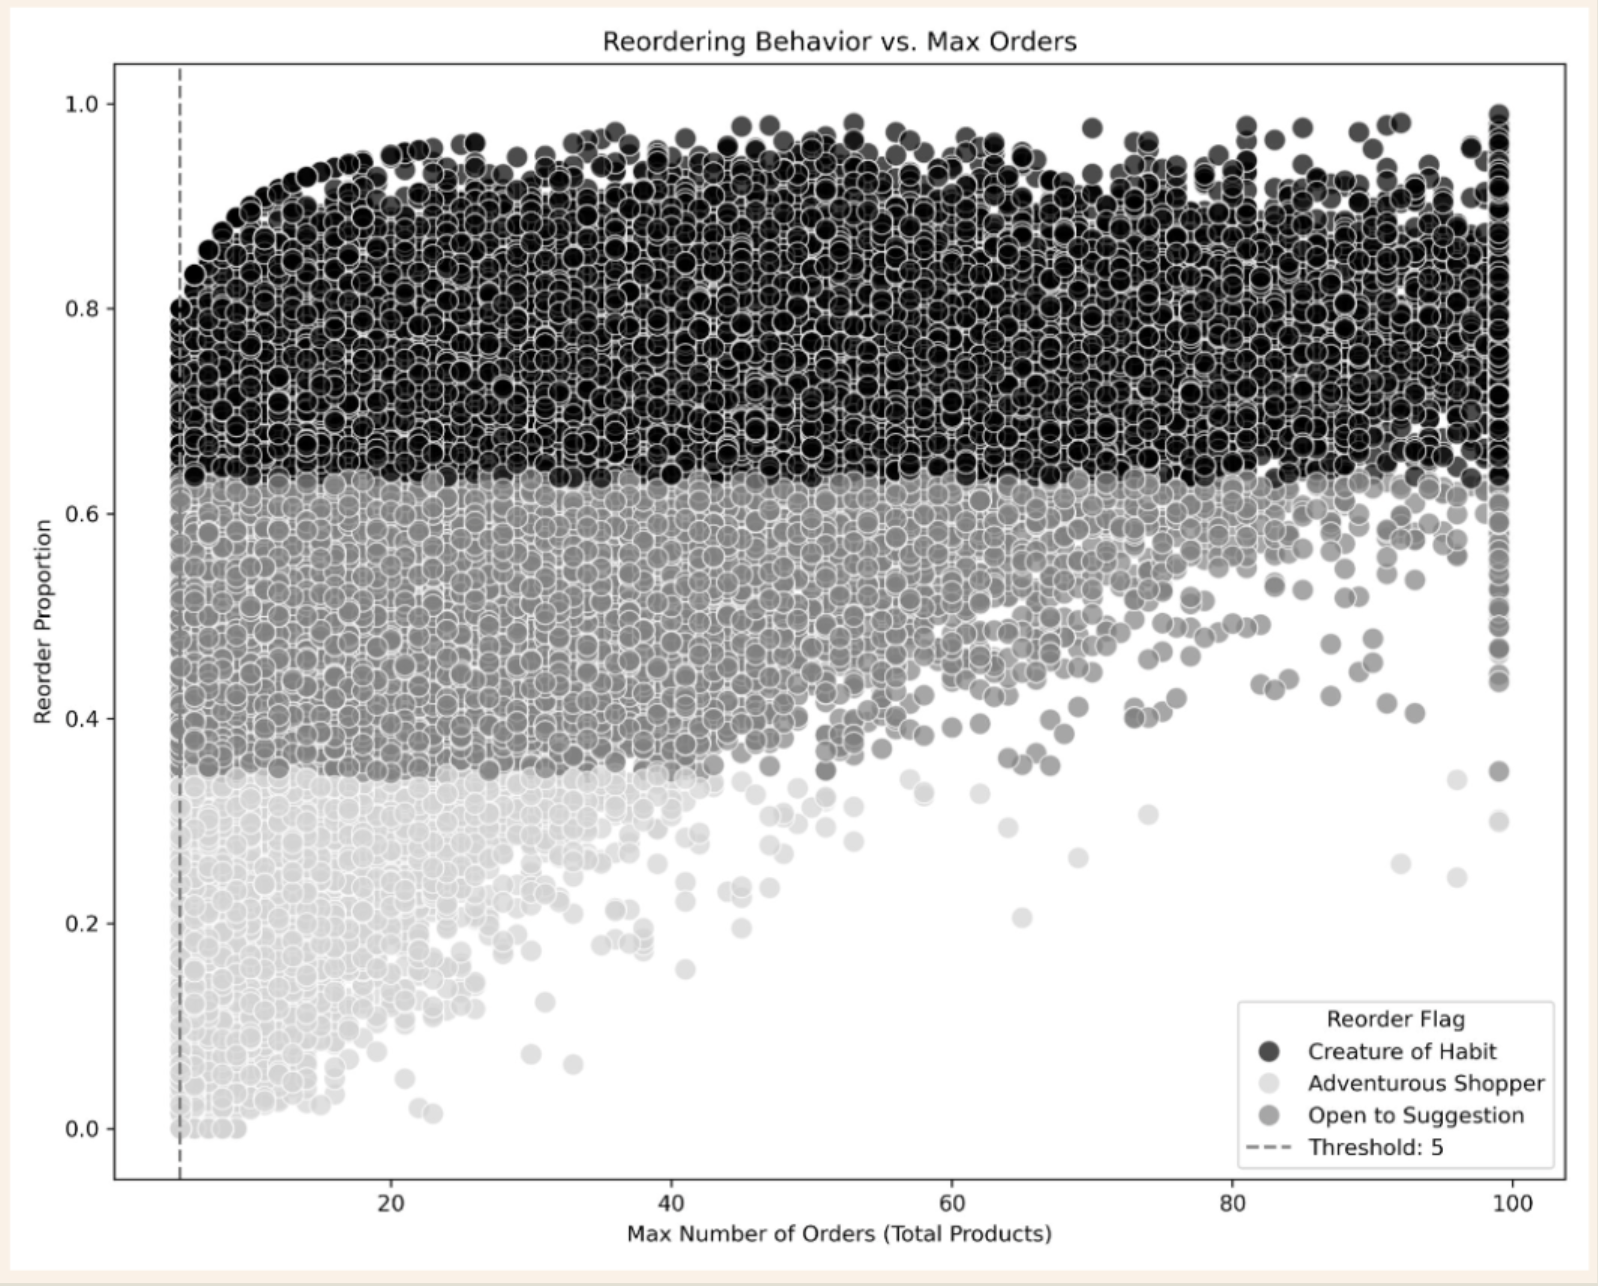 Reordering Behavior vs. Max Orders
1.0
0.8
0.6
0.4
0.2
0.0
Reorder Proportion
20 40 60 80 100
Max Number of Orders (Total Products)
Reorder Flag
Creature of Habit
Adventurous Shopper
Open to Suggestion
Threshold: 5